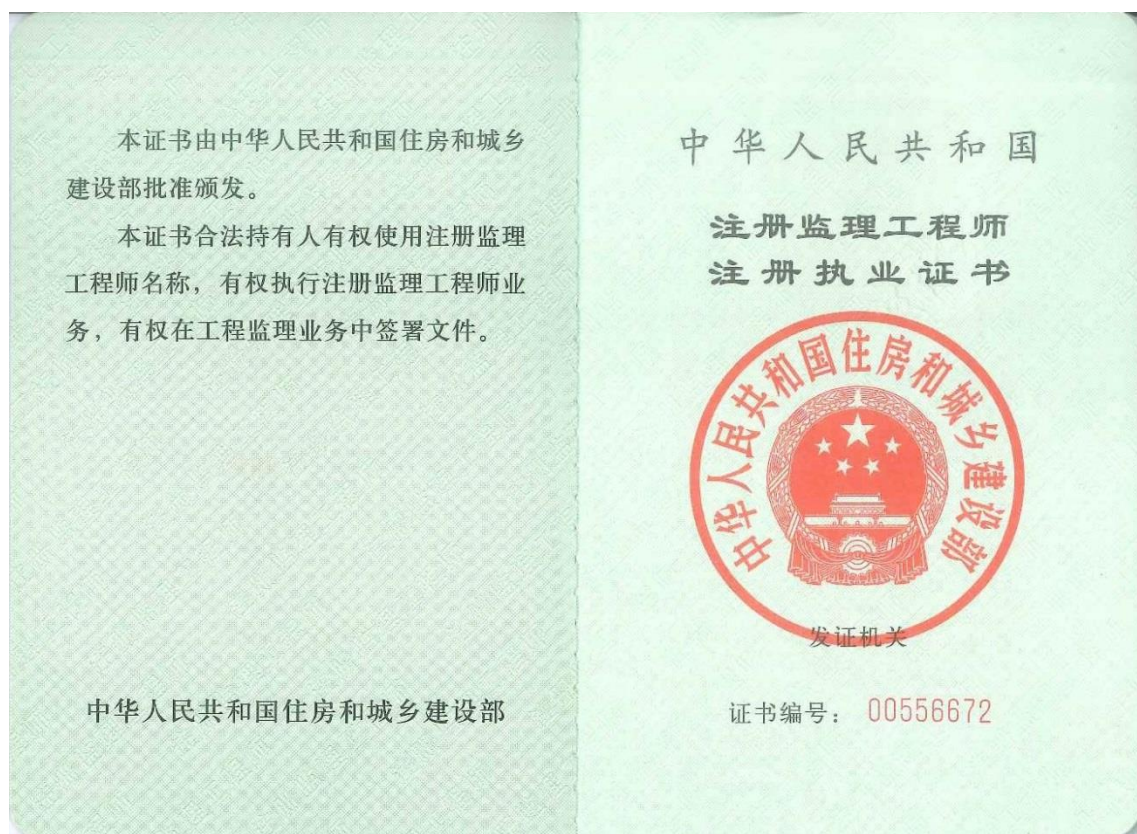 本证书由中华人民共和国住房和城乡
建设部批准颁发。
本证书合法持有人有权使用注册监理
工程师名称，有权执行注册监理工程师业
务，有权在工程监理业务中签署文件。
中华人民共和国住房和城乡建设部
中华人民共和国
注册监理工程师
注册执业证书
中华人民共和国住房和城乡建设部
发证机关
证书编号：00556672